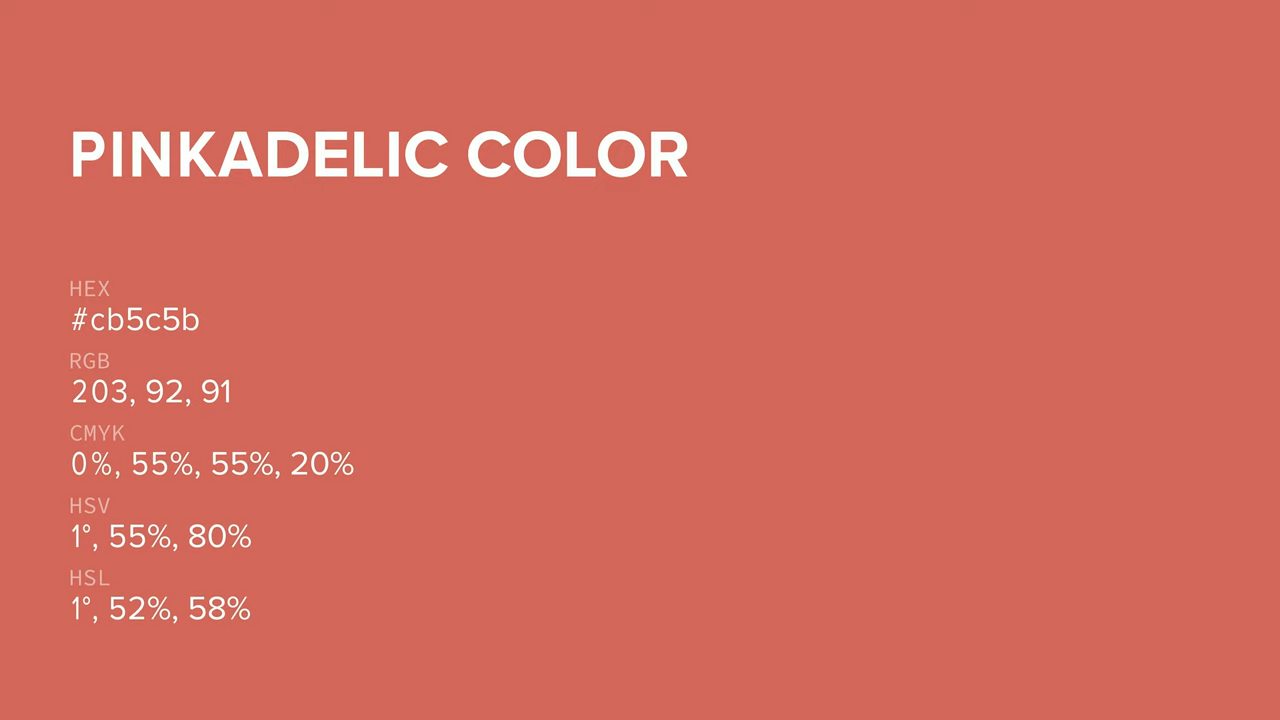 PINKADELIC COLOR
HEX
#cb5c5b
RGB
203, 92, 91
CMYK
0%, 55%, 55%, 20%
HSV
1°, 55%, 80%
HSL
1°, 52%, 58%